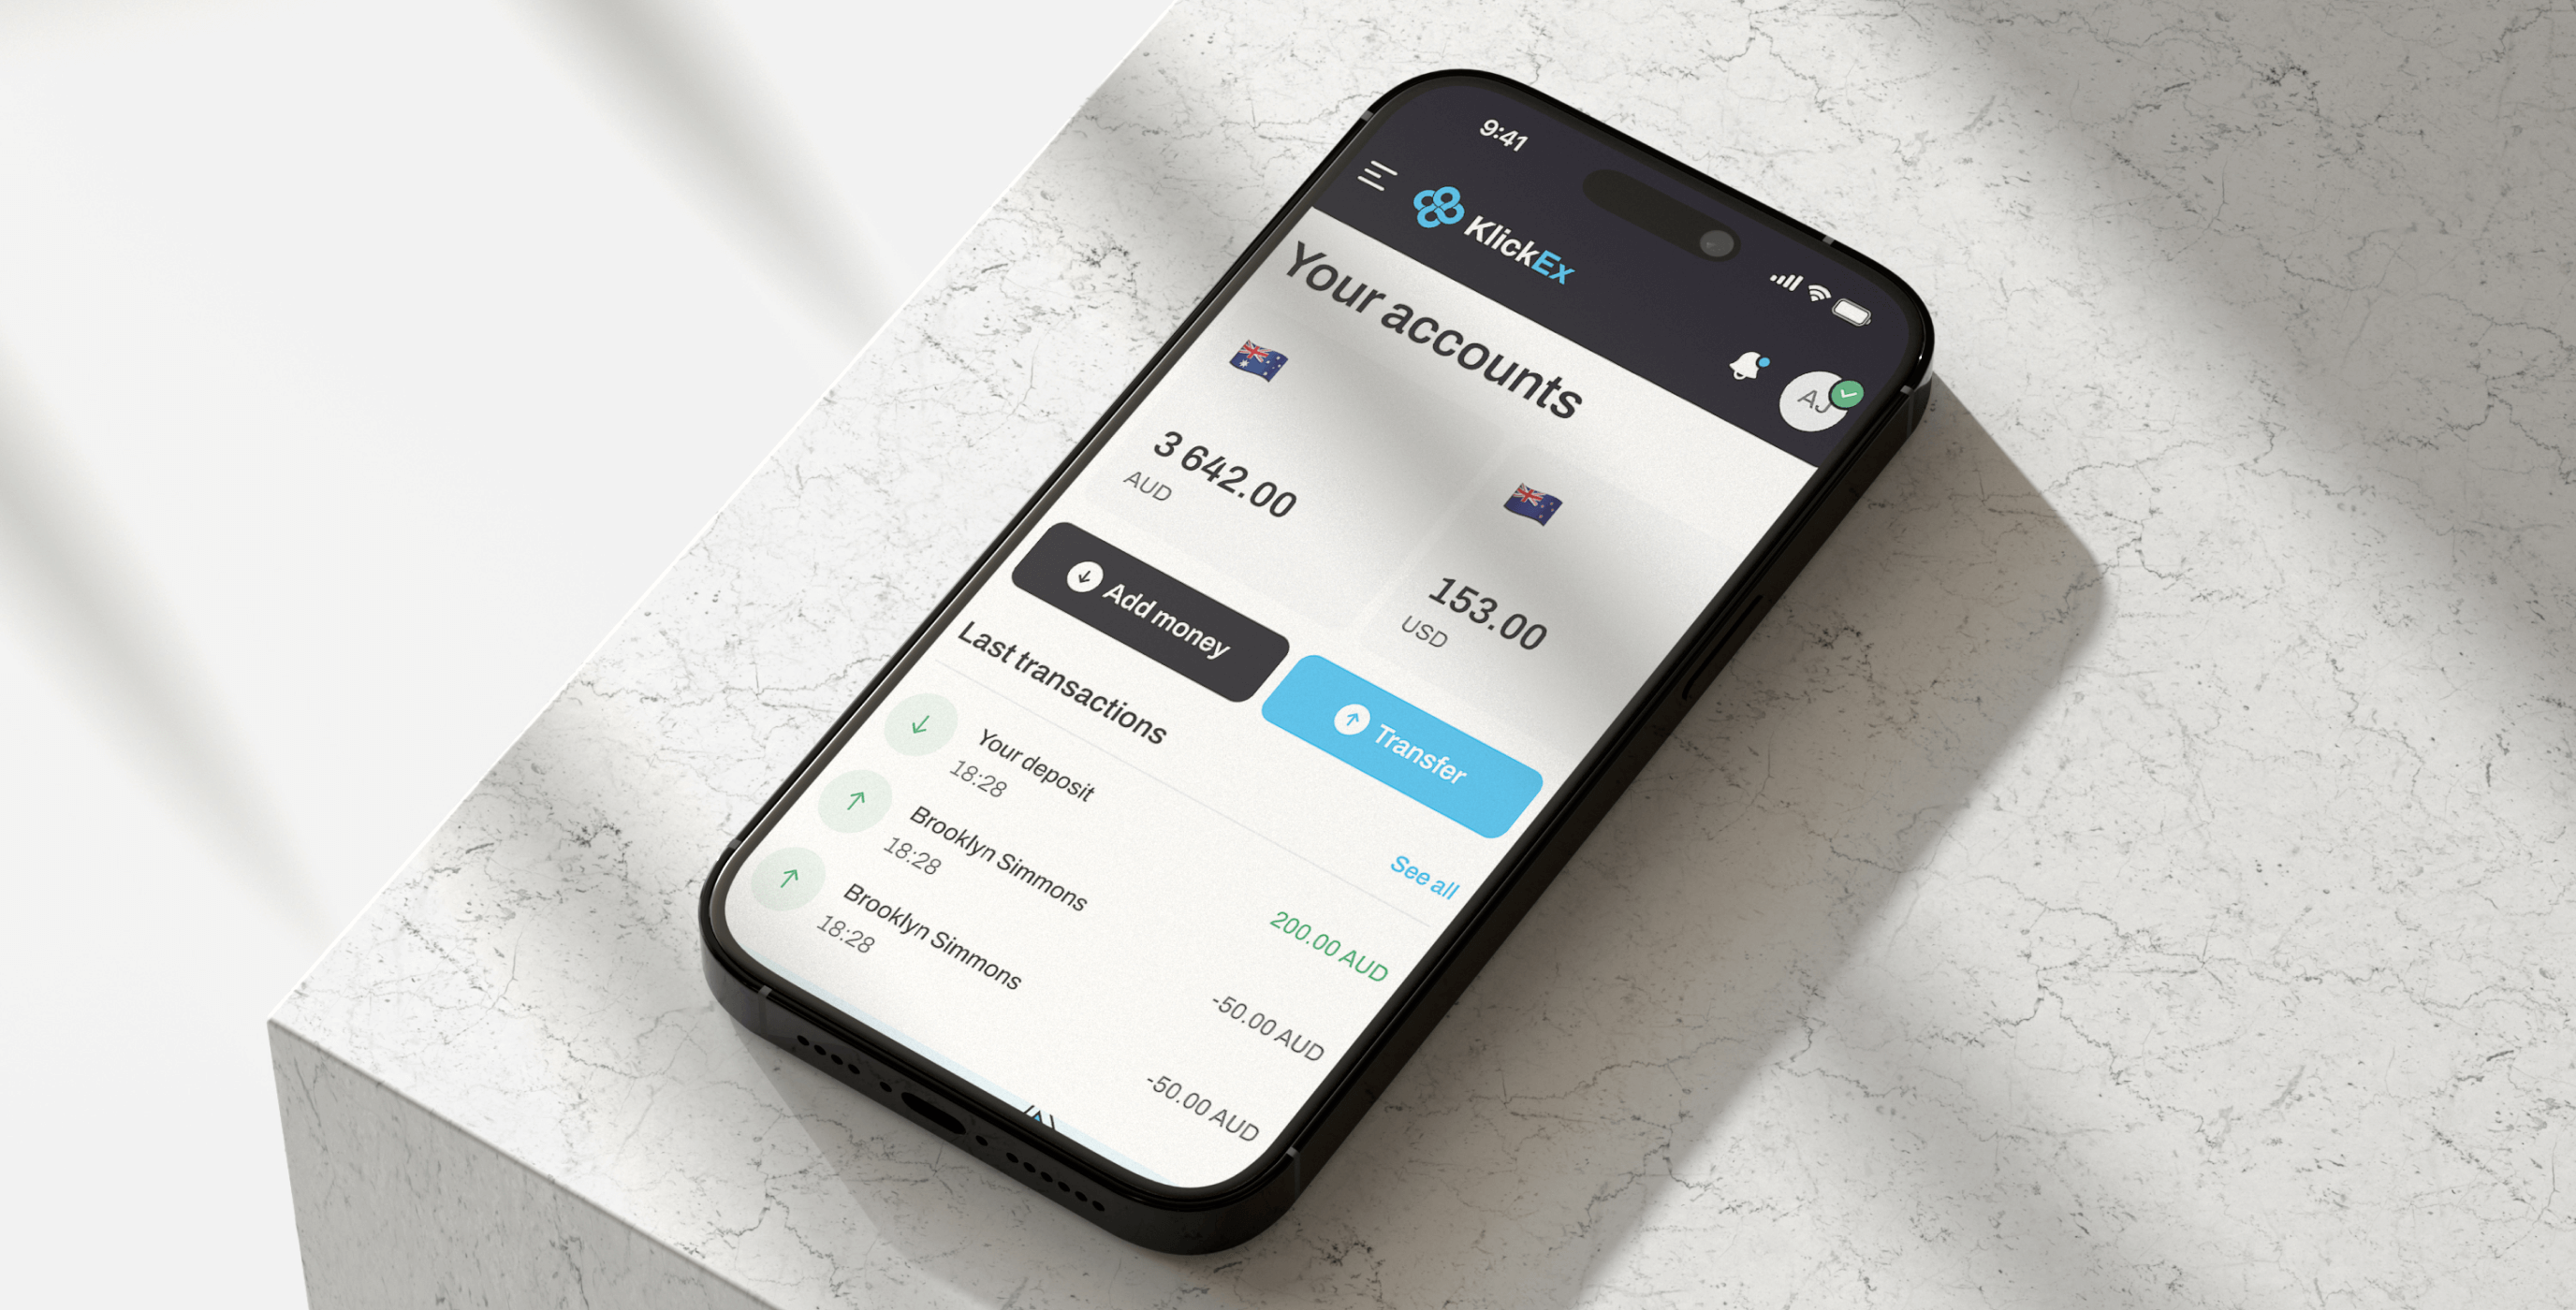 9:41
KlickEx
AJ
Your accounts
3 642.00
AUD
153.00
USD
Add money
Transfer
Last transactions
See all
Your deposit
18:28
200.00 AUD
Brooklyn Simmons
18:28
-50.00 AUD
Brooklyn Simmons
18:28
-50.00 AUD